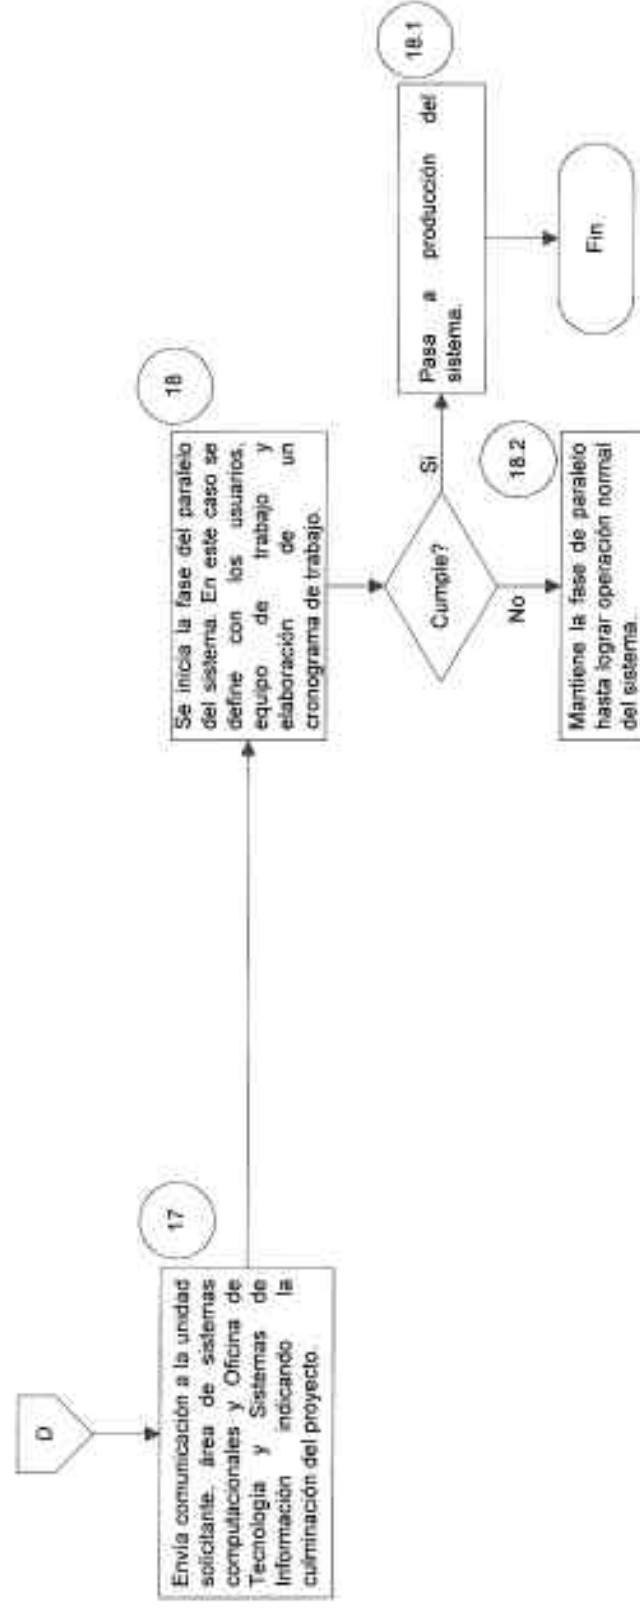 D
17
Envía comunicación a la unidad
solicitante, área de sistemas
computacionales y Oficina de
Tecnología y Sistemas de
Información indicando la
culminación del proyecto.
18
Se inicia la fase del paralelo
del sistema. En este caso se
define con los usuarios,
equipo de trabajo y
elaboración de un
cronograma de trabajo.
Cumple?
Si
18.1
Pasa a producción del
sistema.
Fin
No
18.2
Mantiene la fase de paralelo
hasta lograr operación normal
del sistema.